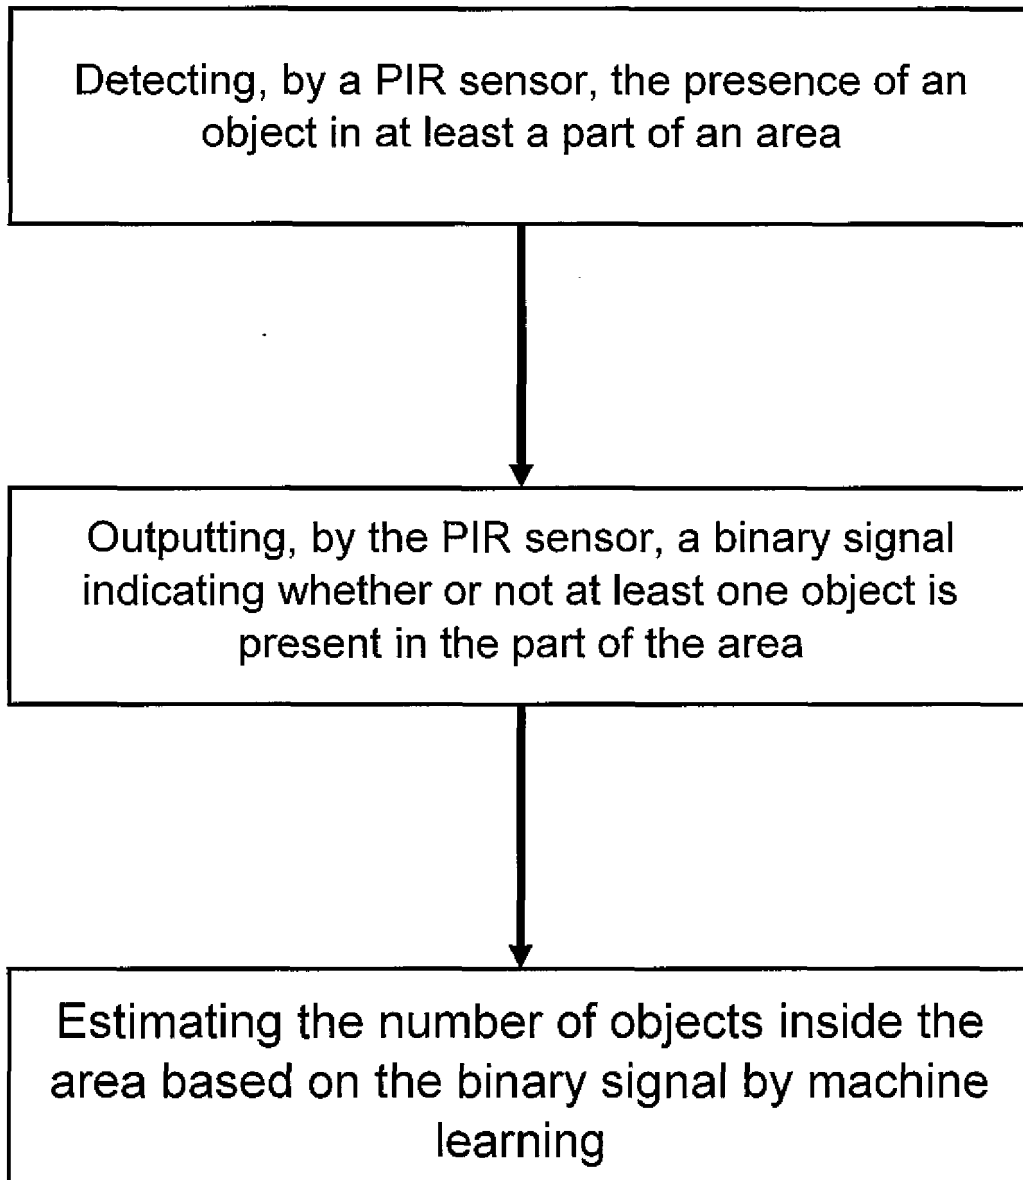 Detecting, by a PIR sensor, the presence of an
object in at least a part of an area
Outputting, by the PIR sensor, a binary signal
indicating whether or not at least one object is
present in the part of the area
Estimating the number of objects inside the
area based on the binary signal by machine
learning